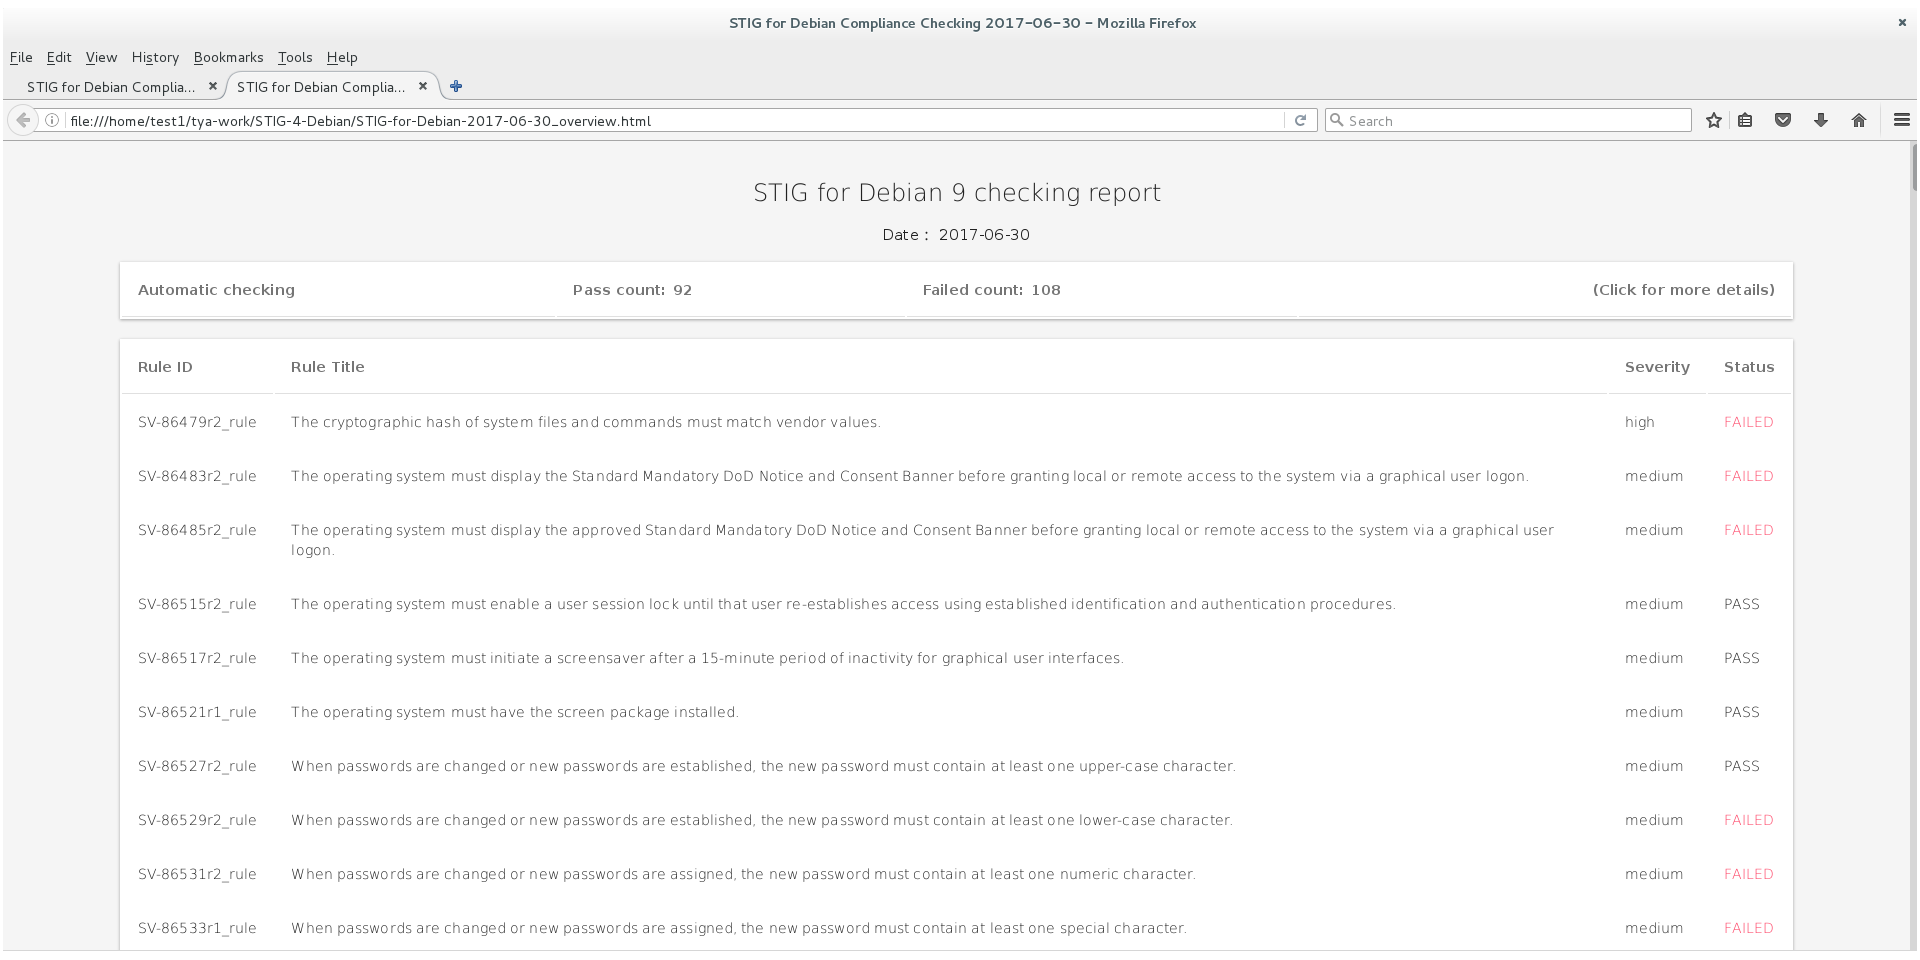 STIG for Debian Compliance Checking 2017-06-30 - Mozilla Firefox
File Edit View History Bookmarks Tools Help
STIG for Debian Complia... STIG for Debian Complia...
file:///home/test1/tya-work/STIG-4-Debian/STIG-for-Debian-2017-06-30_overview.html Search
STIG for Debian 9 checking report
Date : 2017-06-30
Automatic checking Pass count: 92 Failed count: 108 (Click for more details)
Rule ID Rule Title Severity Status
SV-86479r2_rule The cryptographic hash of system files and commands must match vendor values. high FAILED
SV-86483r2_rule The operating system must display the Standard Mandatory DoD Notice and Consent Banner before granting local or remote access to the system via a graphical user logon. medium FAILED
SV-86485r2_rule The operating system must display the approved Standard Mandatory DoD Notice and Consent Banner before granting local or remote access to the system via a graphical user medium FAILED
logon.
SV-86515r2_rule The operating system must enable a user session lock until that user re-establishes access using established identification and authentication procedures. medium PASS
SV-86517r2_rule The operating system must initiate a screensaver after a 15-minute period of inactivity for graphical user interfaces. medium PASS
SV-86521r1_rule The operating system must have the screen package installed. medium PASS
SV-86527r2_rule When passwords are changed or new passwords are established, the new password must contain at least one upper-case character. medium PASS
SV-86529r2_rule When passwords are changed or new passwords are established, the new password must contain at least one lower-case character. medium FAILED
SV-86531r2_rule When passwords are changed or new passwords are assigned, the new password must contain at least one numeric character. medium FAILED
SV-86533r1_rule When passwords are changed or new passwords are assigned, the new password must contain at least one special character. medium FAILED